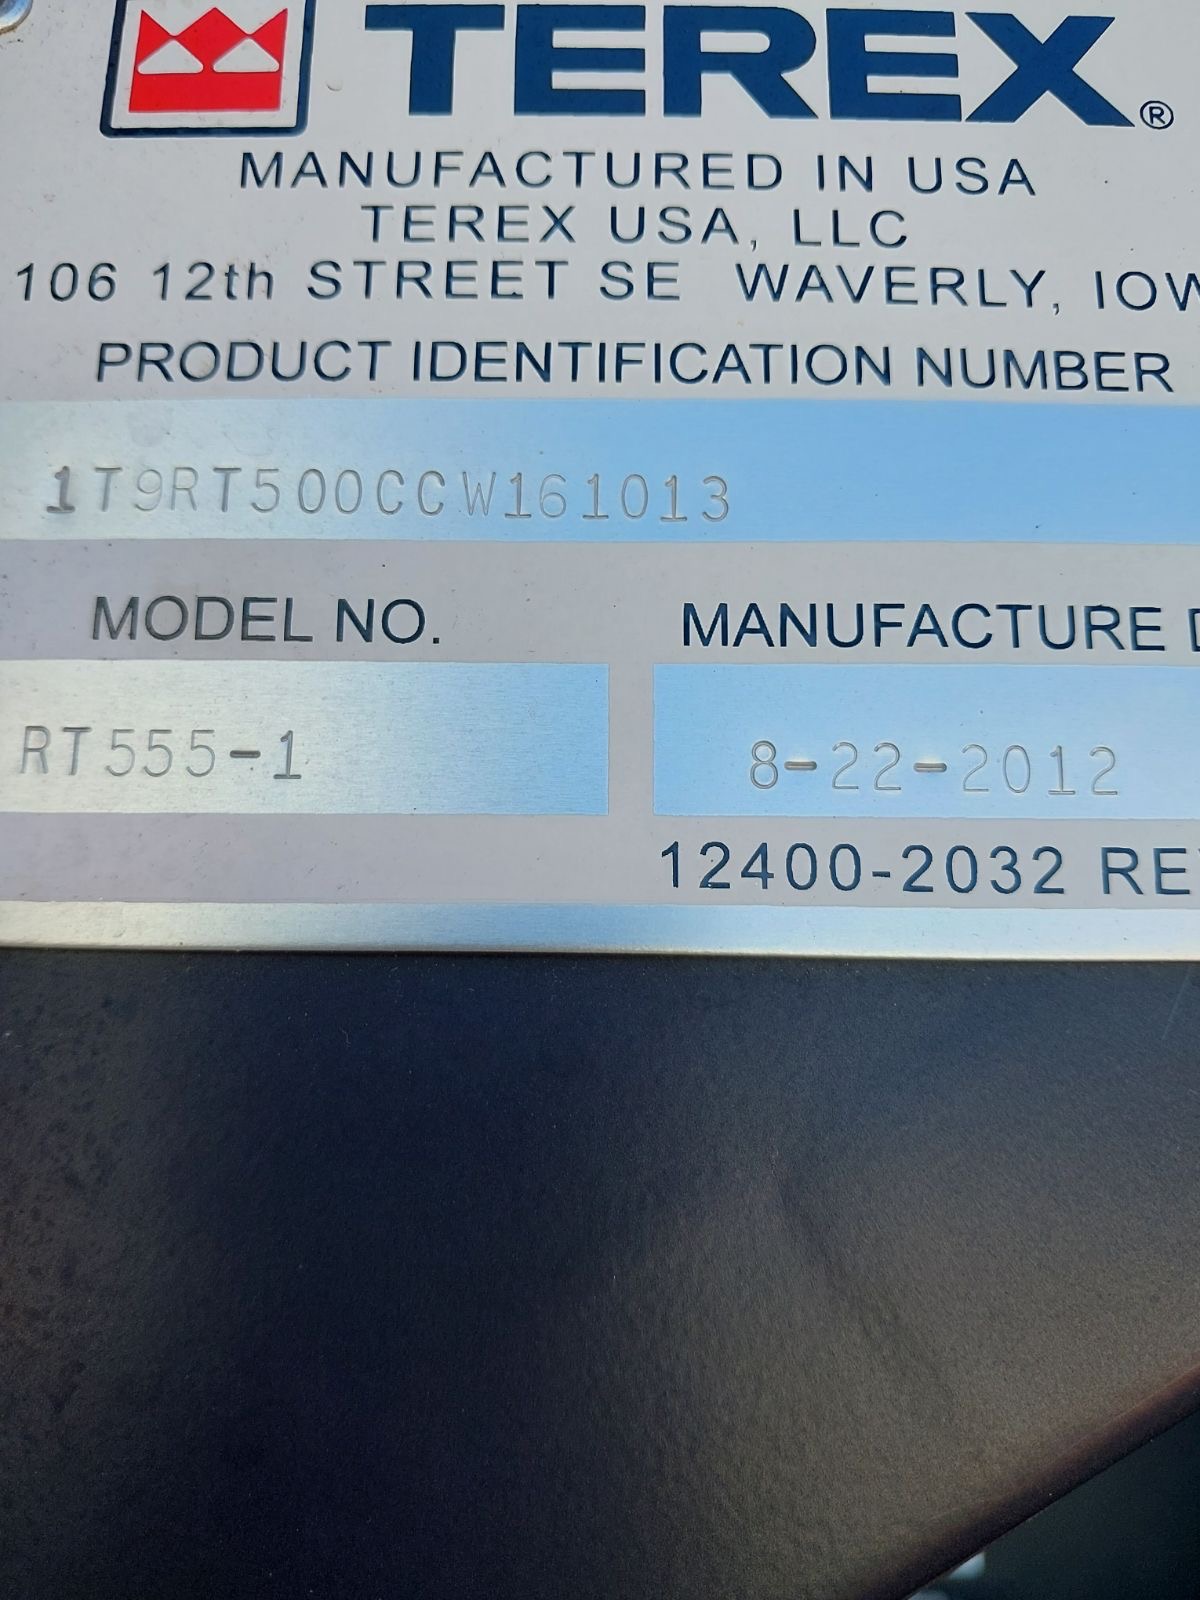 TEREX®
MANUFACTURED IN USA
TEREX USA, LLC
106 12th STREET SE WAVERLY, IOW
PRODUCT IDENTIFICATION NUMBER
1T9RT500CCW161013
MODEL NO. MANUFACTURE D
RT555-1 8-22-2012
12400-2032 RE